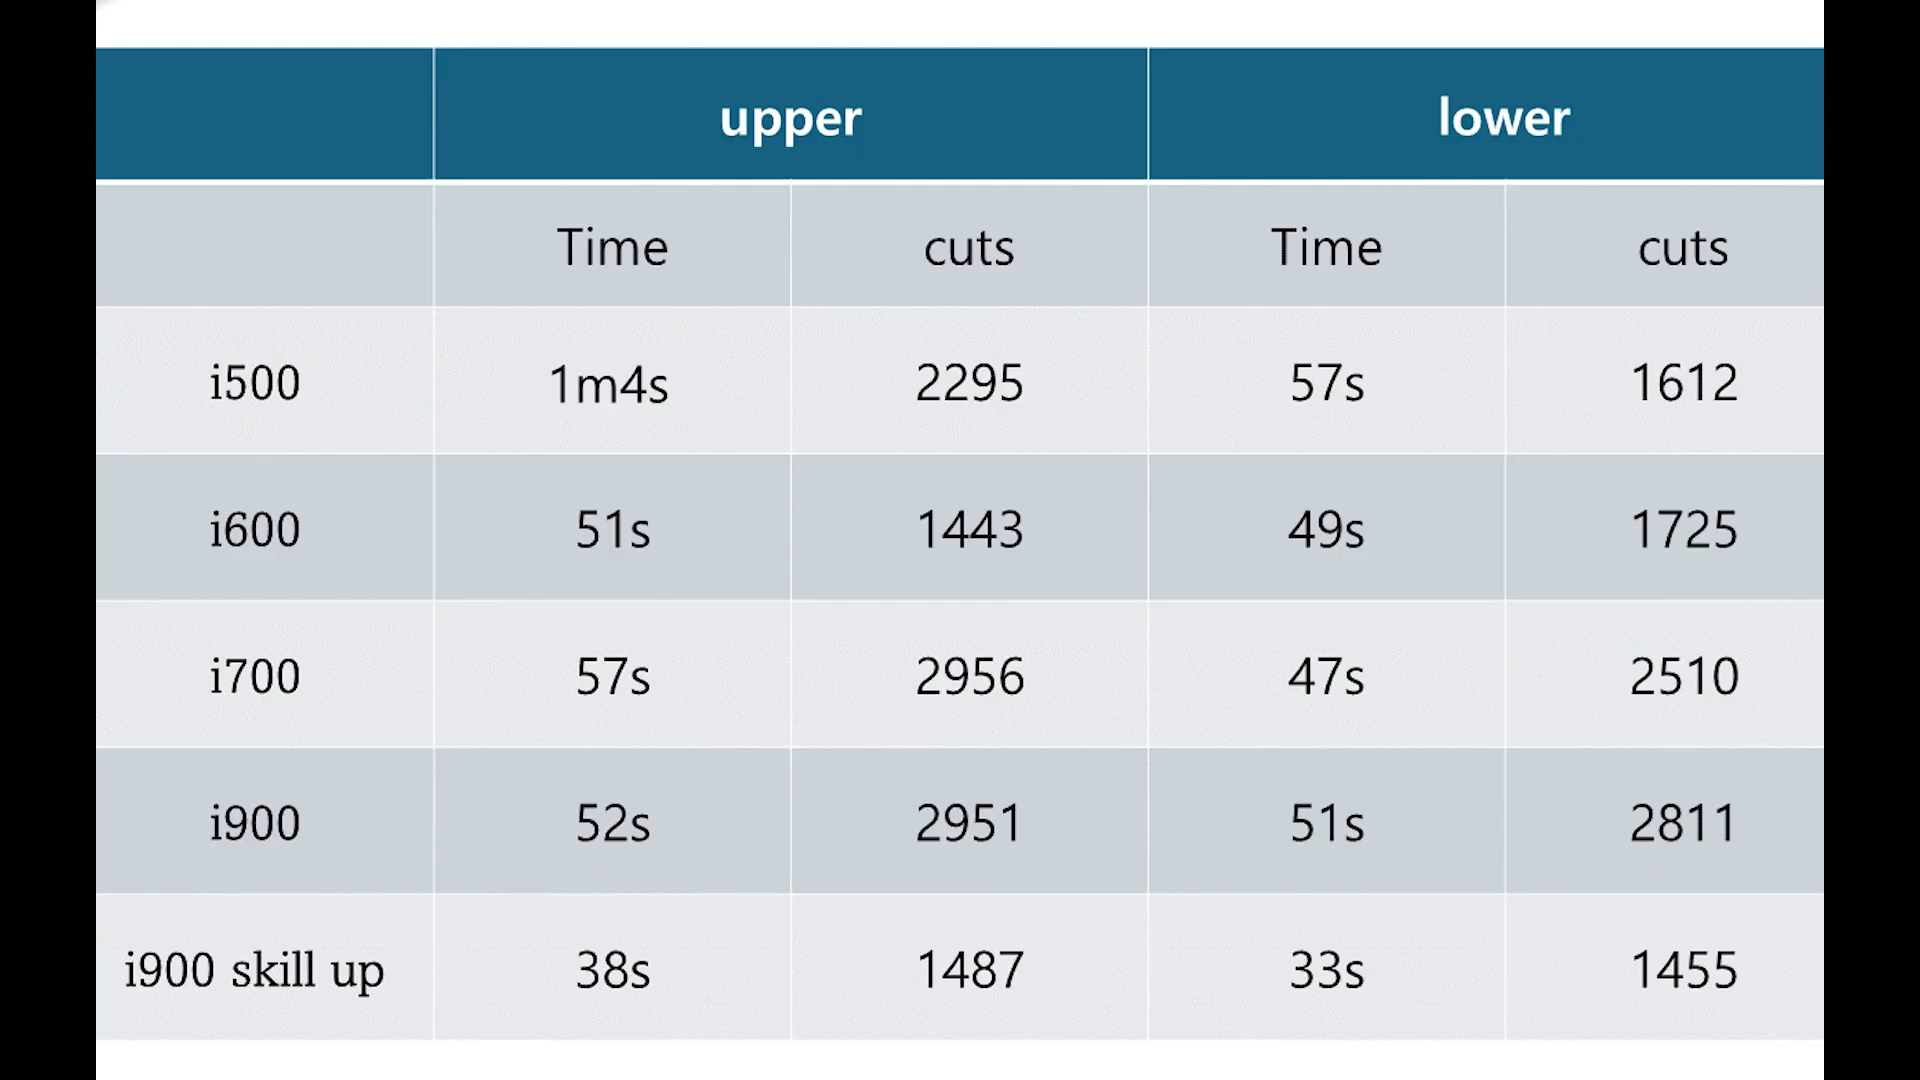 upper lower
Time cuts Time cuts
i500 1m4s 2295 57s 1612
i600 51s 1443 49s 1725
i700 57s 2956 47s 2510
i900 52s 2951 51s 2811
i900 skill up 38s 1487 33s 1455